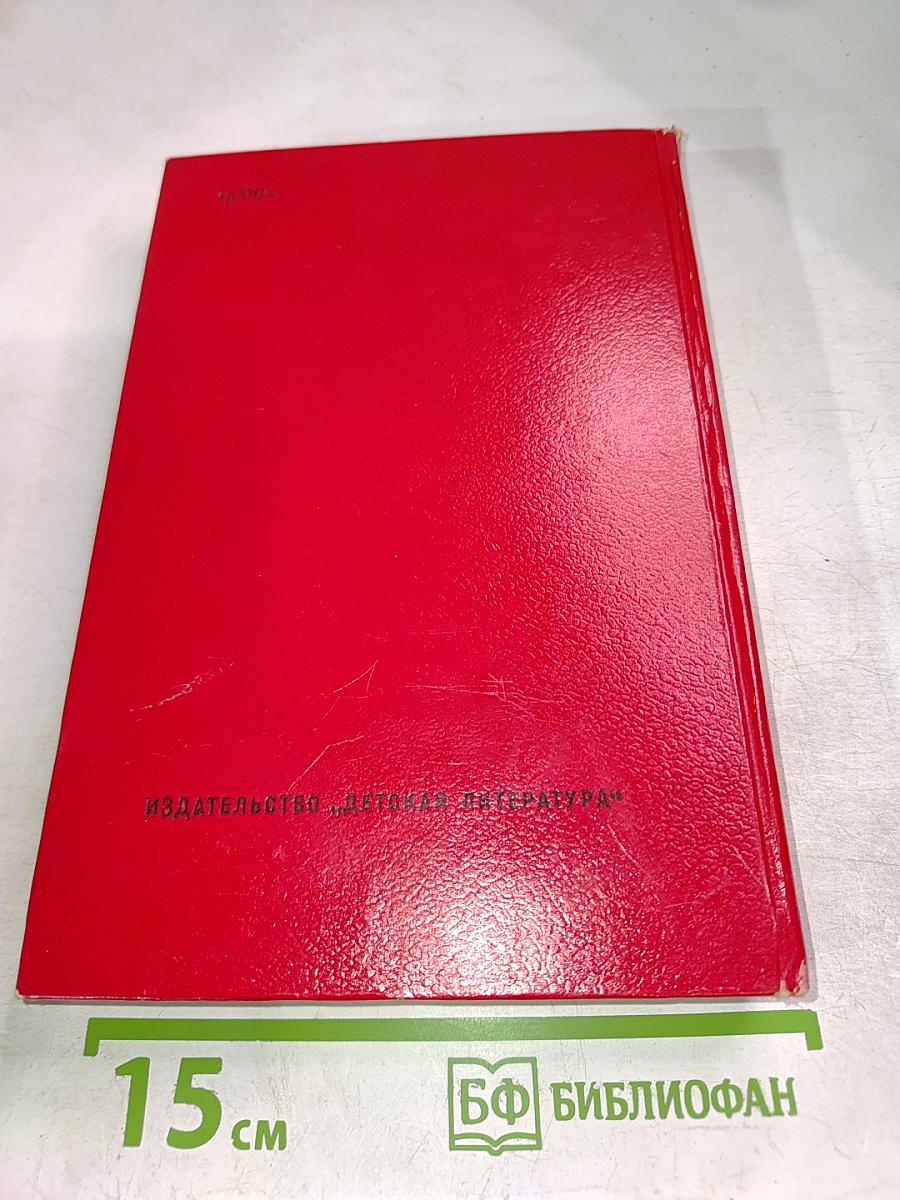 ИЗДАТЕЛЬСТВО „ДЕТСКАЯ ЛИТЕРАТУРА“
15 см
БФ БИБЛИОФАН